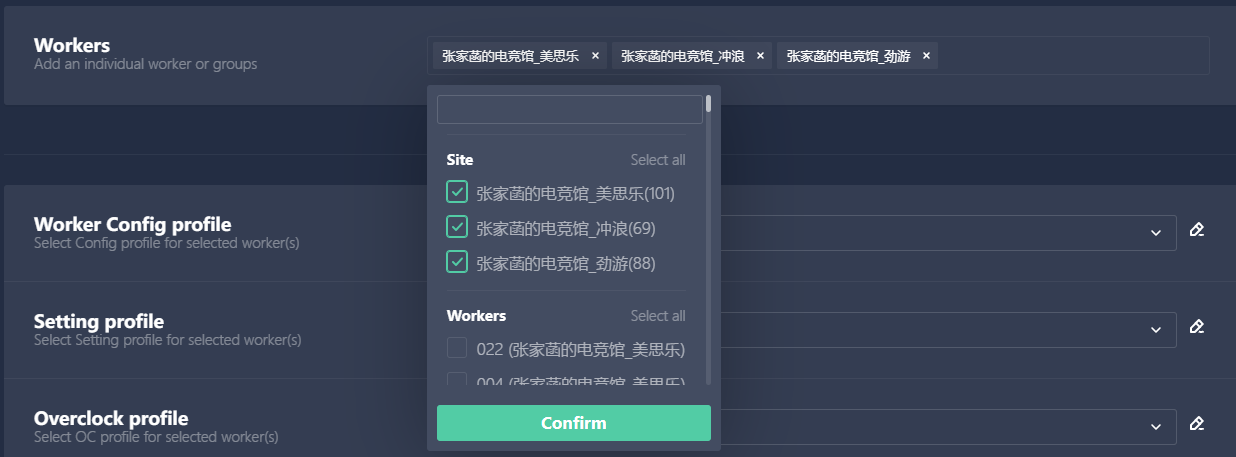 Workers
Add an individual worker or groups
张家菡的电竞馆_美思乐 ×
张家菡的电竞馆_冲浪 ×
张家菡的电竞馆_劲游 ×
Site
Select all
张家菡的电竞馆_美思乐(101)
张家菡的电竞馆_冲浪(69)
张家菡的电竞馆_劲游(88)
Workers
Select all
022 (张家菡的电竞馆_美思乐)
004 (张家菡的电竞馆_美思乐)
Confirm
Worker Config profile
Select Config profile for selected worker(s)
Setting profile
Select Setting profile for selected worker(s)
Overclock profile
Select OC profile for selected worker(s)